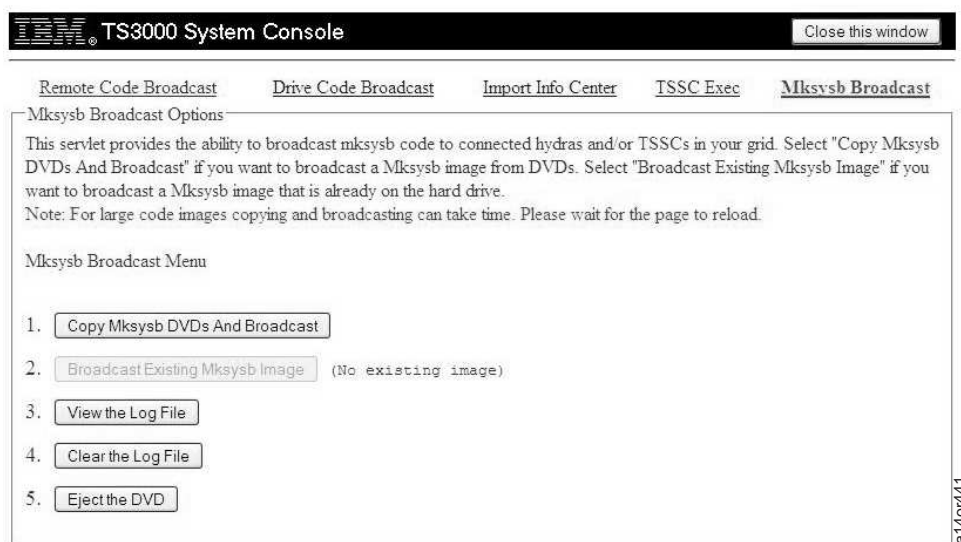 IBM® TS3000 System Console
Close this window
Remote Code Broadcast Drive Code Broadcast Import Info Center TSSC Exec Mksysb Broadcast
Mksysb Broadcast Options
This servlet provides the ability to broadcast mksysb code to connected hydras and/or TSSCs in your grid. Select "Copy Mksysb
DVDs And Broadcast" if you want to broadcast a Mksysb image from DVDs. Select "Broadcast Existing Mksysb Image" if you
want to broadcast a Mksysb image that is already on the hard drive.
Note: For large code images copying and broadcasting can take time. Please wait for the page to reload.
Mksysb Broadcast Menu
1. Copy Mksysb DVDs And Broadcast
2. Broadcast Existing Mksysb Image (No existing image)
3. View the Log File
4. Clear the Log File
5. Eject the DVD